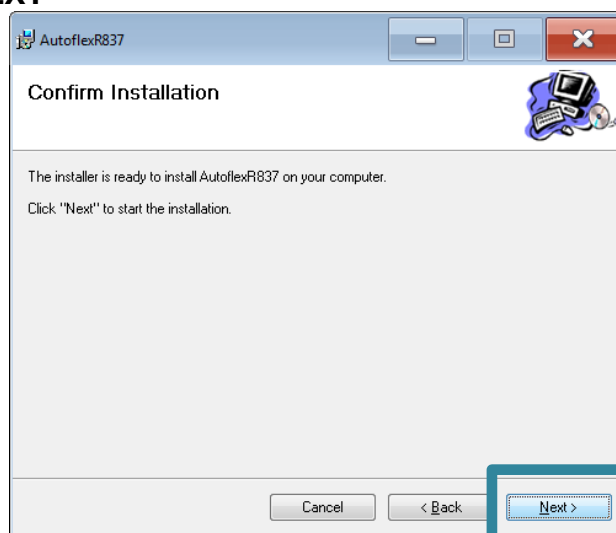 AutoflexR837
Confirm Installation
The installer is ready to install AutoflexR837 on your computer.
Click "Next" to start the installation.
Cancel
< Back
Next >